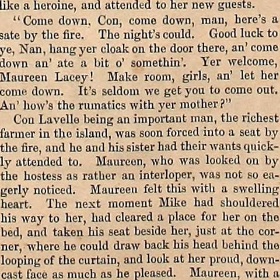 like a heroine, and attended to her new guests.
"Come down, Con, come down, man, here's a
sate by the fire. The night's could. Good luck to
ye, Nan, hang yer cloak on the door there, an' come
down an' ate a bit o' somethin'. Yer welcome,
Maureen Lacey! Make room, girls, an' let her
come down. It's seldom we get you to come out.
An' how's the rumatics with yer mother?"
Con Lavelle being an important man, the richest
farmer in the island, was soon forced into a seat by
the fire, and he and his sister had their wants quick-
ly attended to. Maureen, who was looked on by
the hostess as rather an interloper, was not so ea-
gerly noticed. Maureen felt this with a swelling
heart. The next moment Mike had shouldered
his way to her, had cleared a place for her on the
bed, and taken his seat beside her, just at the cor-
ner, where he could draw back his head behind the
looping of the curtain, and look at her proud, down-
cast face as much as he pleased. Maureen, with